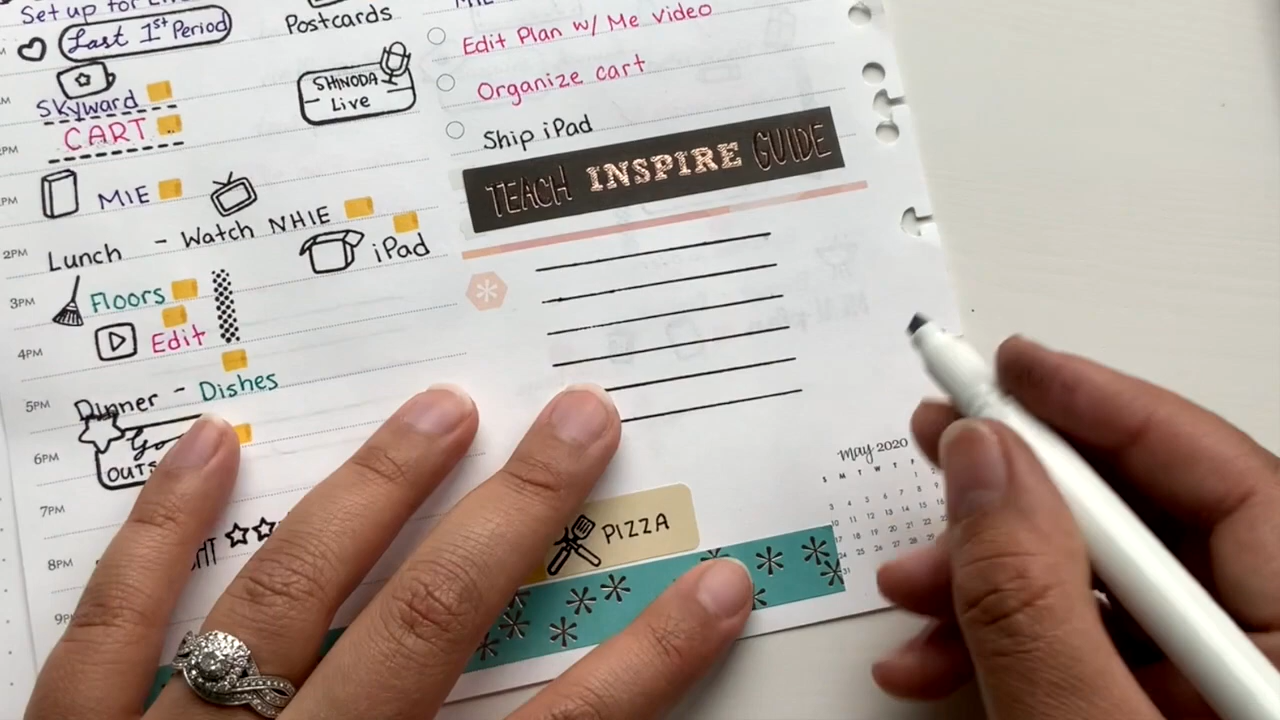 Set up for
Last 1st Period
Postcards
Skyward
CART
SHINODA
Live
MIE
Lunch - Watch NHIE
iPad
Floors
Edit
Dinner - Dishes
Go
OUTS
2PM
3PM
4PM
5PM
6PM
7PM
8PM
9P
Edit Plan w/ Me Video
Organize cart
Ship iPad
TEACH INSPIRE GUIDE
PIZZA
May 2020
S M T W T F